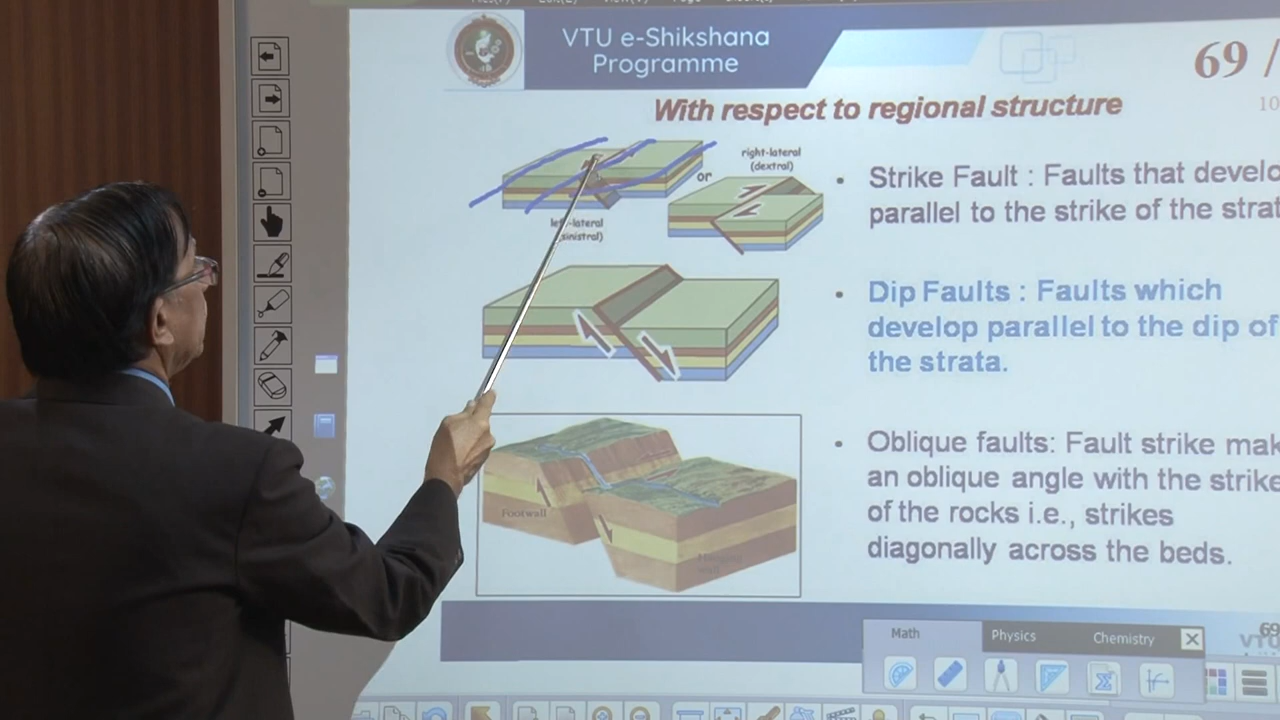 VTU e-Shikshana
Programme
69 /
10
With respect to regional structure
right-lateral
(dextral)
or
• Strike Fault : Faults that develo
parallel to the strike of the strat
• Dip Faults : Faults which
develop parallel to the dip of
the strata.
• Oblique faults: Fault strike mak
an oblique angle with the strike
of the rocks i.e., strikes
diagonally across the beds.
Footwall
69
VTU
Math Physics Chemistry